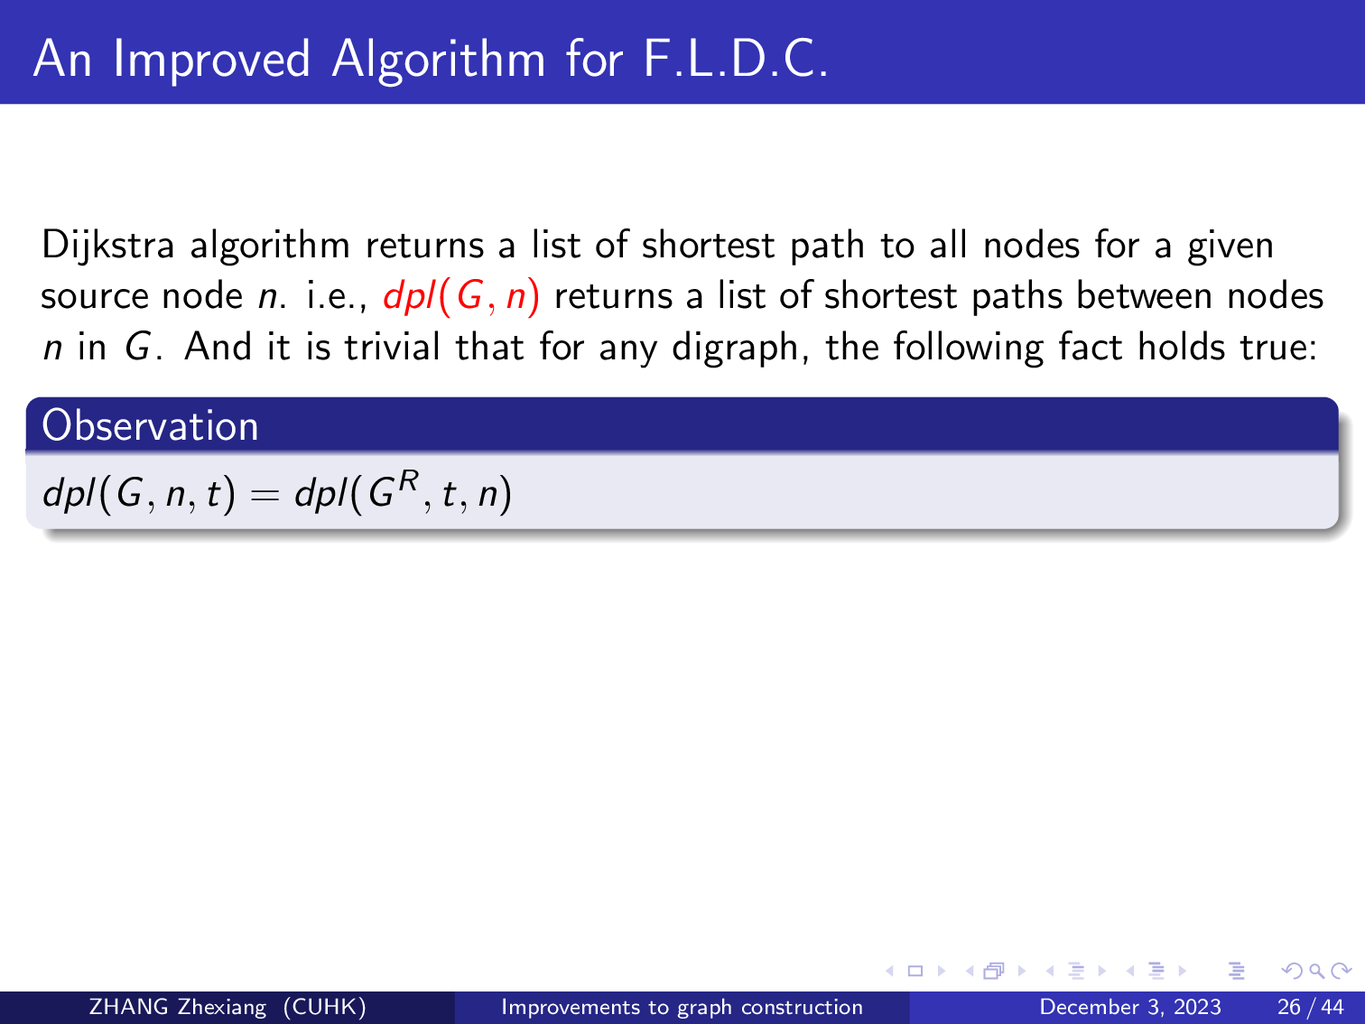 An Improved Algorithm for F.L.D.C.
Dijkstra algorithm returns a list of shortest path to all nodes for a given
source node n. i.e., dpl(G, n) returns a list of shortest paths between nodes
n in G. And it is trivial that for any digraph, the following fact holds true:
Observation
dpl(G, n, t) = dpl(G^R, t, n)
ZHANG Zhexiang (CUHK) Improvements to graph construction December 3, 2023 26 / 44